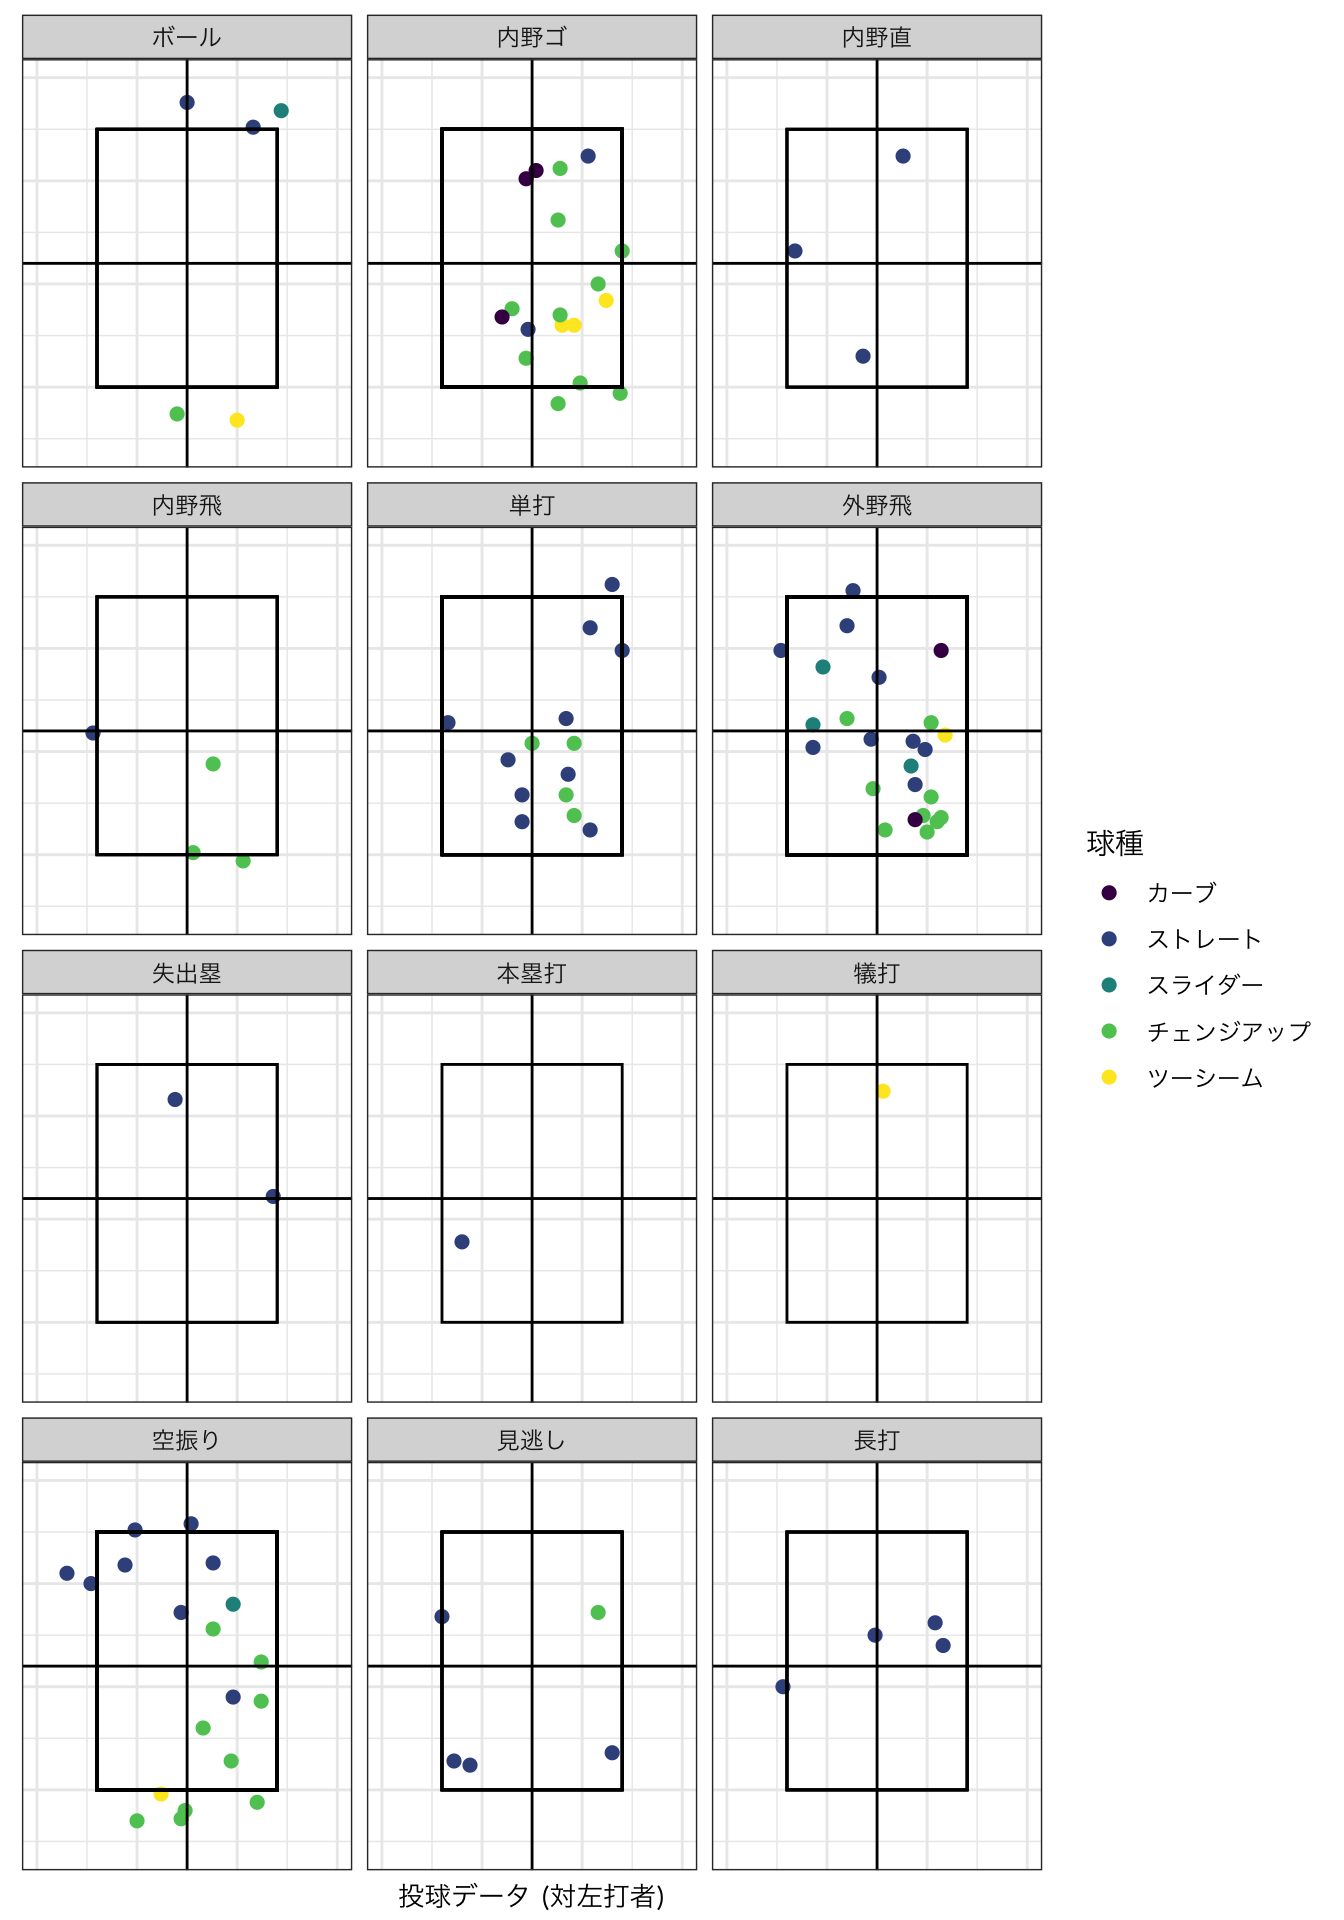 ボール
内野ゴ
内野直
内野飛
単打
外野飛
失出塁
本塁打
犠打
空振り
見逃し
長打
球種
カーブ
ストレート
スライダー
チェンジアップ
ツーシーム
投球データ (対左打者)